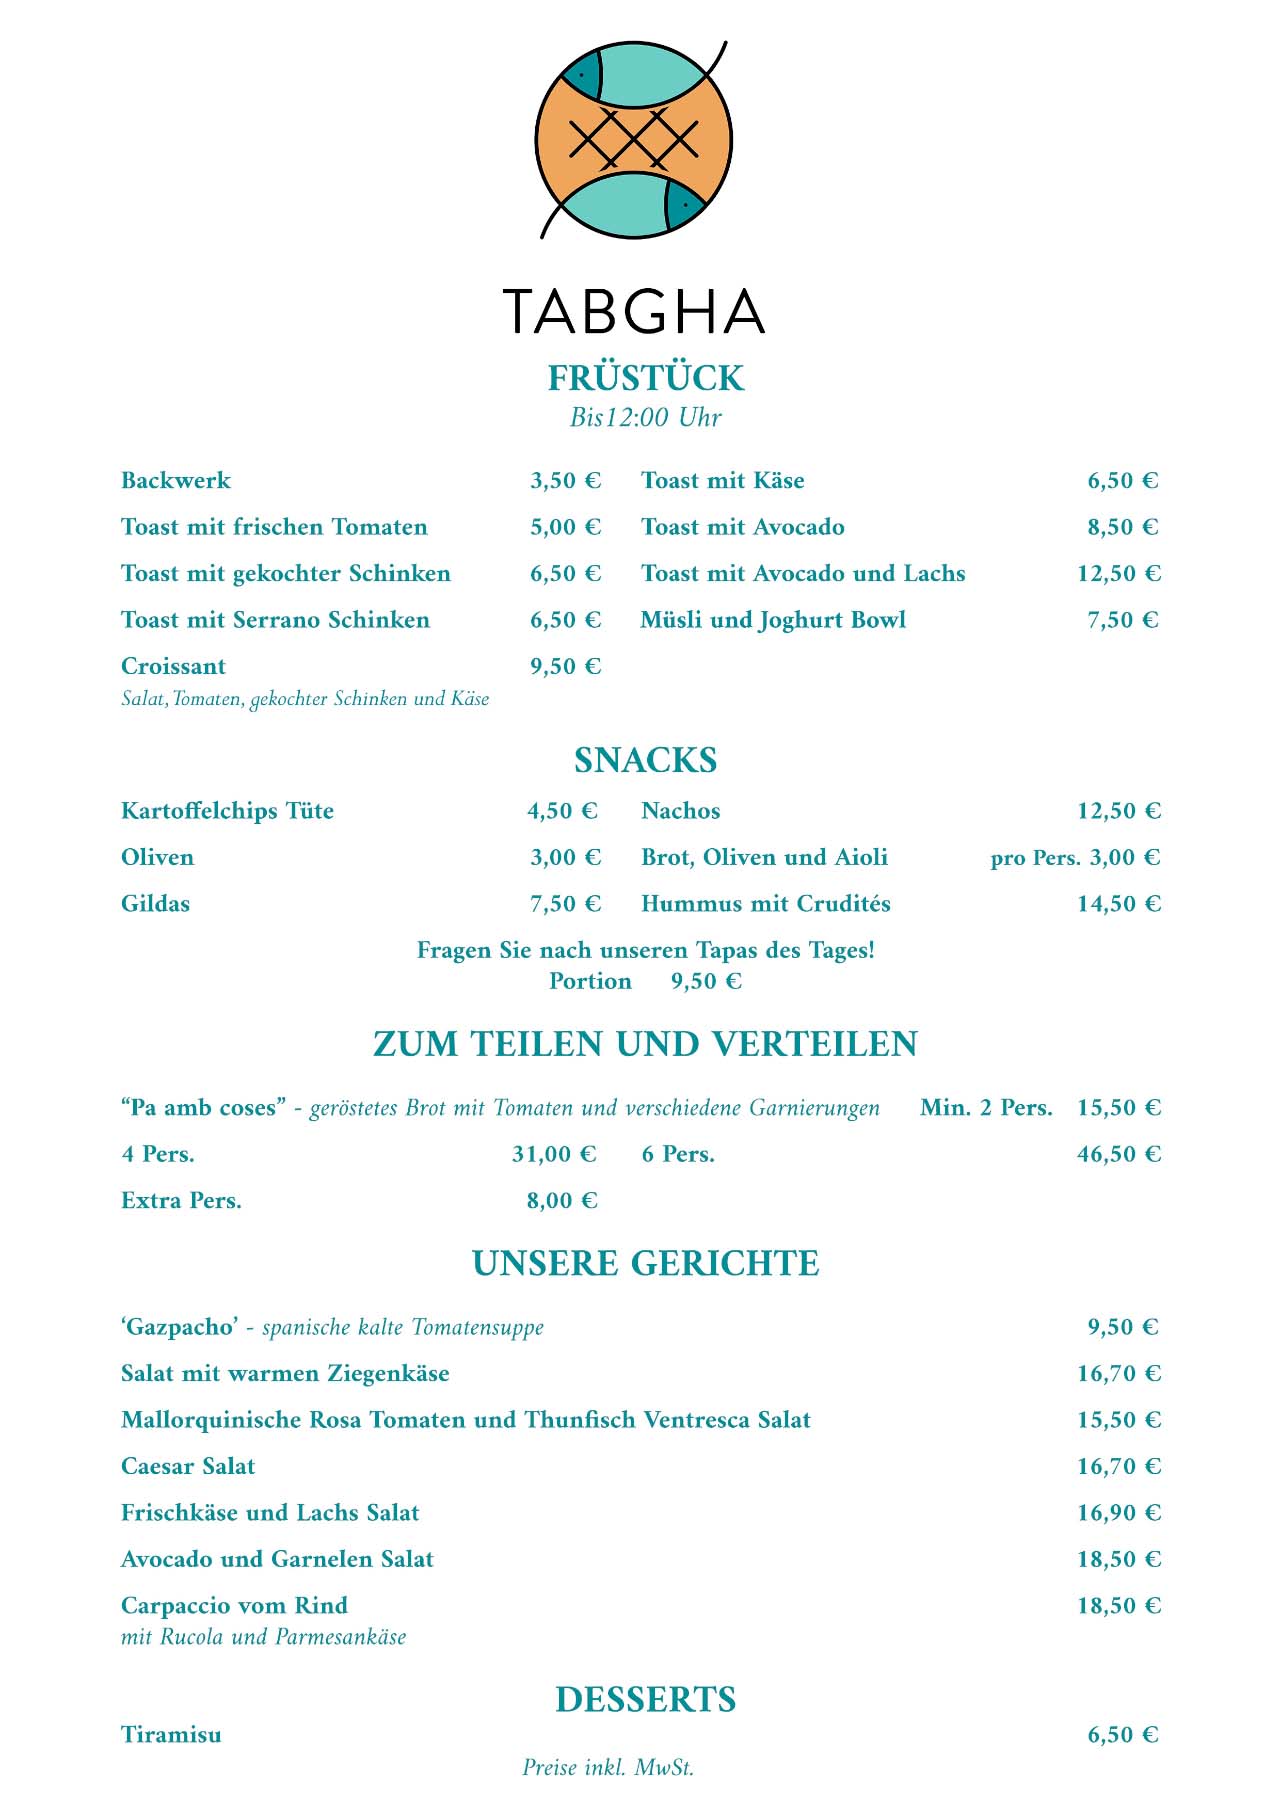 TABGHA
FRÜSTÜCK
Bis12:00 Uhr
Backwerk 3,50 € Toast mit Käse 6,50 €
Toast mit frischen Tomaten 5,00 € Toast mit Avocado 8,50 €
Toast mit gekochter Schinken 6,50 € Toast mit Avocado und Lachs 12,50 €
Toast mit Serrano Schinken 6,50 € Müsli und Joghurt Bowl 7,50 €
Croissant 9,50 €
Salat, Tomaten, gekochter Schinken und Käse
SNACKS
Kartoffelchips Tüte 4,50 € Nachos 12,50 €
Oliven 3,00 € Brot, Oliven und Aioli pro Pers. 3,00 €
Gildas 7,50 € Hummus mit Crudités 14,50 €
Fragen Sie nach unseren Tapas des Tages!
Portion 9,50 €
ZUM TEILEN UND VERTEILEN
“Pa amb coses” - geröstetes Brot mit Tomaten und verschiedene Garnierungen Min. 2 Pers. 15,50 €
4 Pers. 31,00 € 6 Pers. 46,50 €
Extra Pers. 8,00 €
UNSERE GERICHTE
‘Gazpacho’ - spanische kalte Tomatensuppe 9,50 €
Salat mit warmen Ziegenkäse 16,70 €
Mallorquinische Rosa Tomaten und Thunfisch Ventresca Salat 15,50 €
Caesar Salat 16,70 €
Frischkäse und Lachs Salat 16,90 €
Avocado und Garnelen Salat 18,50 €
Carpaccio vom Rind 18,50 €
mit Rucola und Parmesankäse
DESSERTS
Tiramisu 6,50 €
Preise inkl. MwSt.